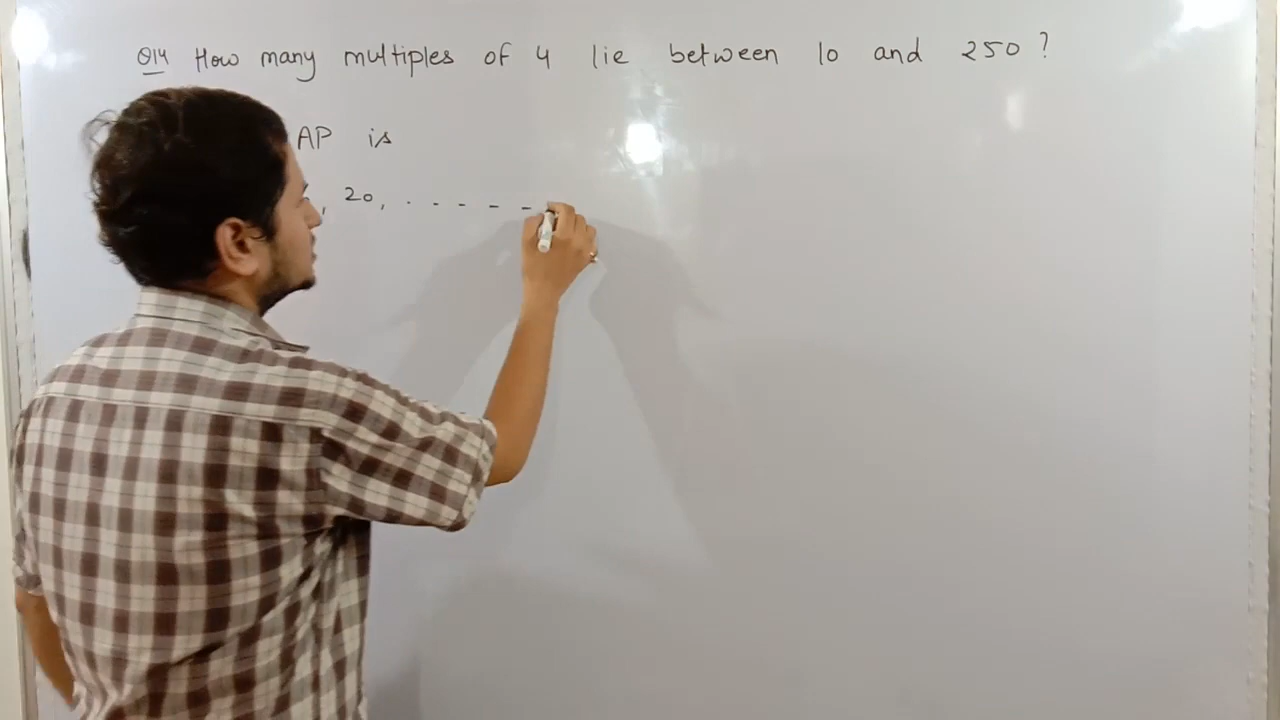 Q14 How many multiples of 4 lie between 10 and 250 ?
AP is
, 20, . - - - -